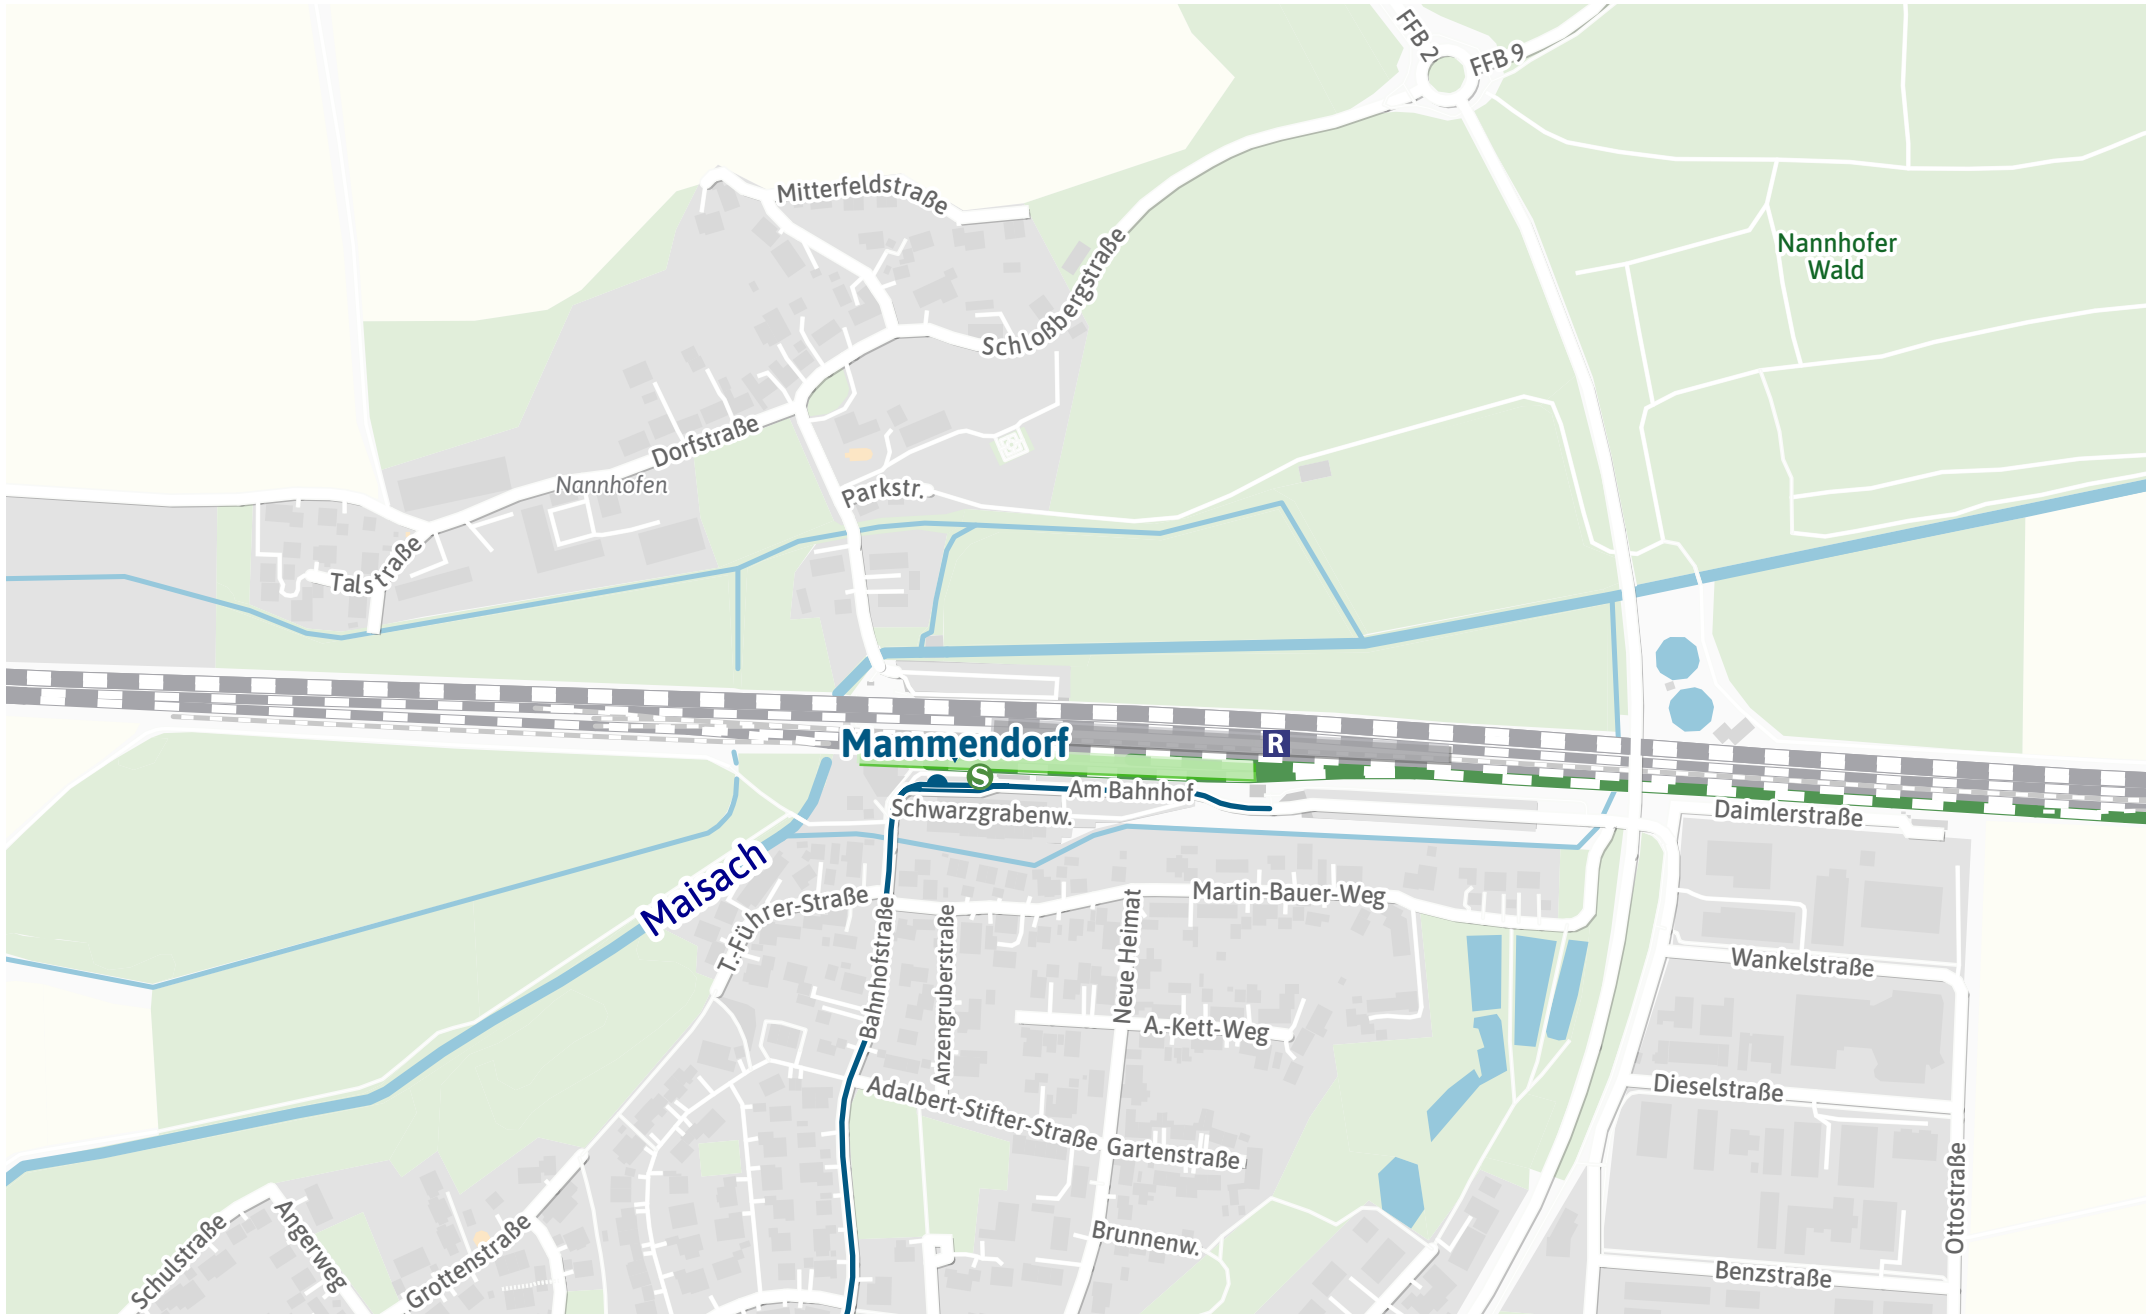 FFB 2
FFB 9
Mitterfeldstraße
Nannhofer
Wald
Schloßbergstraße
Dorfstraße
Nannhofen
Parkstr.
Talstraße
Mammendorf
R
S
Am Bahnhof
Schwarzgrabenw.
Daimlerstraße
Maisach
T.-Führer-Straße
Martin-Bauer-Weg
Bahnhofstraße
Anzengruberstraße
Neue Heimat
Wankelstraße
A.-Kett-Weg
Adalbert-Stifter-Straße
Dieselstraße
Gartenstraße
Ottostraße
Schulstraße
Angerweg
Grottenstraße
Brunnenw.
Benzstraße